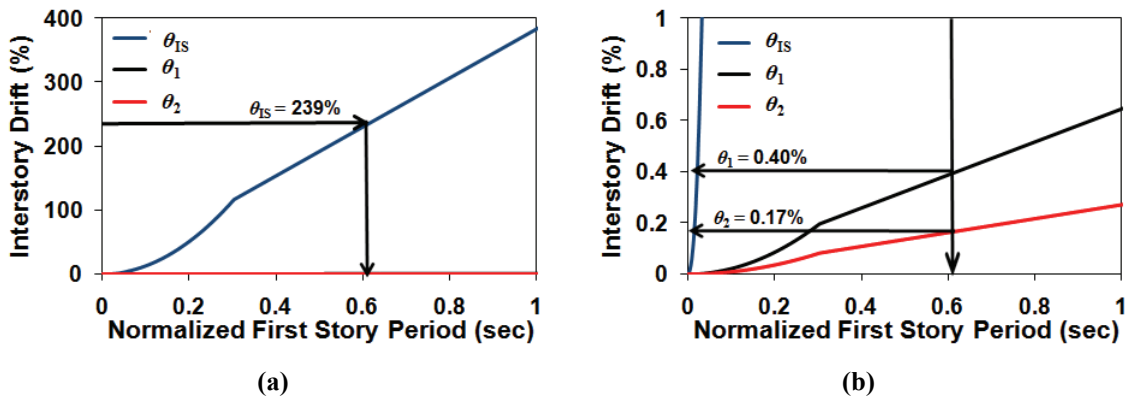 Interstory Drift (%)
400
300
200
100
0
θIS
θ1
θ2
θIS = 239%
0 0.2 0.4 0.6 0.8 1
Normalized First Story Period (sec)
(a)
Interstory Drift (%)
1
0.8
0.6
0.4
0.2
0
θIS
θ1
θ2
θ1 = 0.40%
θ2 = 0.17%
0 0.2 0.4 0.6 0.8 1
Normalized First Story Period (sec)
(b)